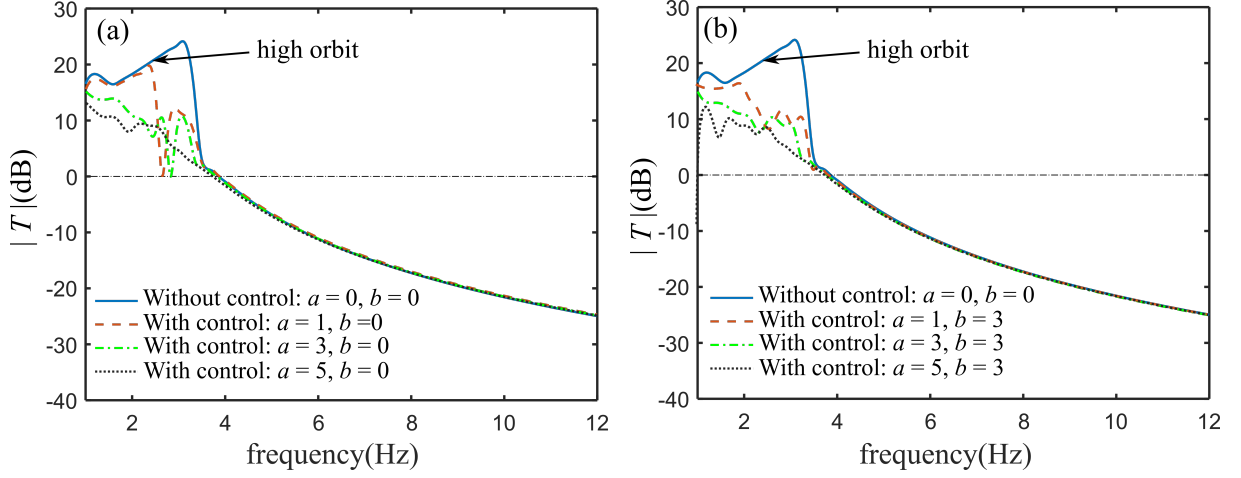 (a)
high orbit
30
20
10
0
-10
-20
-30
-40
| T |(dB)
Without control: a = 0, b = 0
With control: a = 1, b =0
With control: a = 3, b = 0
With control: a = 5, b = 0
2 4 6 8 10 12
frequency(Hz)
(b)
high orbit
30
20
10
0
-10
-20
-30
-40
| T |(dB)
Without control: a = 0, b = 0
With control: a = 1, b = 3
With control: a = 3, b = 3
With control: a = 5, b = 3
2 4 6 8 10 12
frequency(Hz)